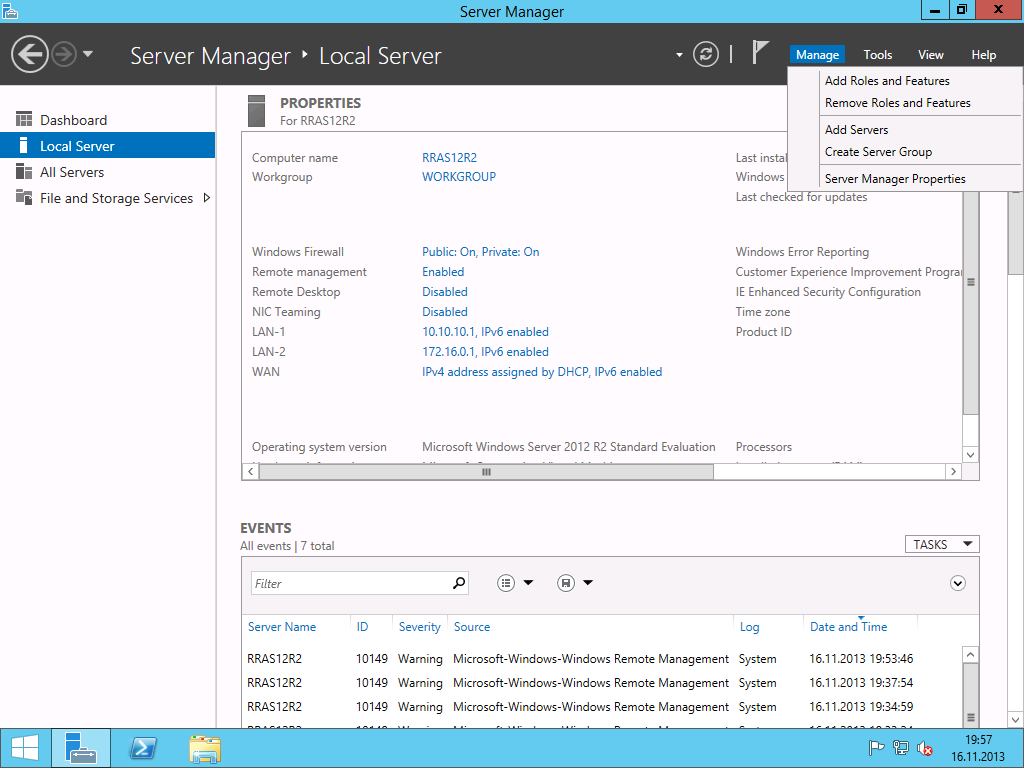 Server Manager
Server Manager • Local Server
Manage Tools View Help
Add Roles and Features
Remove Roles and Features
Add Servers
Create Server Group
Server Manager Properties
Dashboard
Local Server
All Servers
File and Storage Services
PROPERTIES
For RRAS12R2
Computer name RRAS12R2 Last instal
Workgroup WORKGROUP Windows
Last checked for updates
Windows Firewall Public: On, Private: On Windows Error Reporting
Remote management Enabled Customer Experience Improvement Progra
Remote Desktop Disabled IE Enhanced Security Configuration
NIC Teaming Disabled Time zone
LAN-1 10.10.10.1, IPv6 enabled Product ID
LAN-2 172.16.0.1, IPv6 enabled
WAN IPv4 address assigned by DHCP, IPv6 enabled
Operating system version Microsoft Windows Server 2012 R2 Standard Evaluation Processors
EVENTS
All events | 7 total
TASKS
Filter
Server Name ID Severity Source Log Date and Time
RRAS12R2 10149 Warning Microsoft-Windows-Windows Remote Management System 16.11.2013 19:53:46
RRAS12R2 10149 Warning Microsoft-Windows-Windows Remote Management System 16.11.2013 19:37:54
RRAS12R2 10149 Warning Microsoft-Windows-Windows Remote Management System 16.11.2013 19:34:59
19:57
16.11.2013